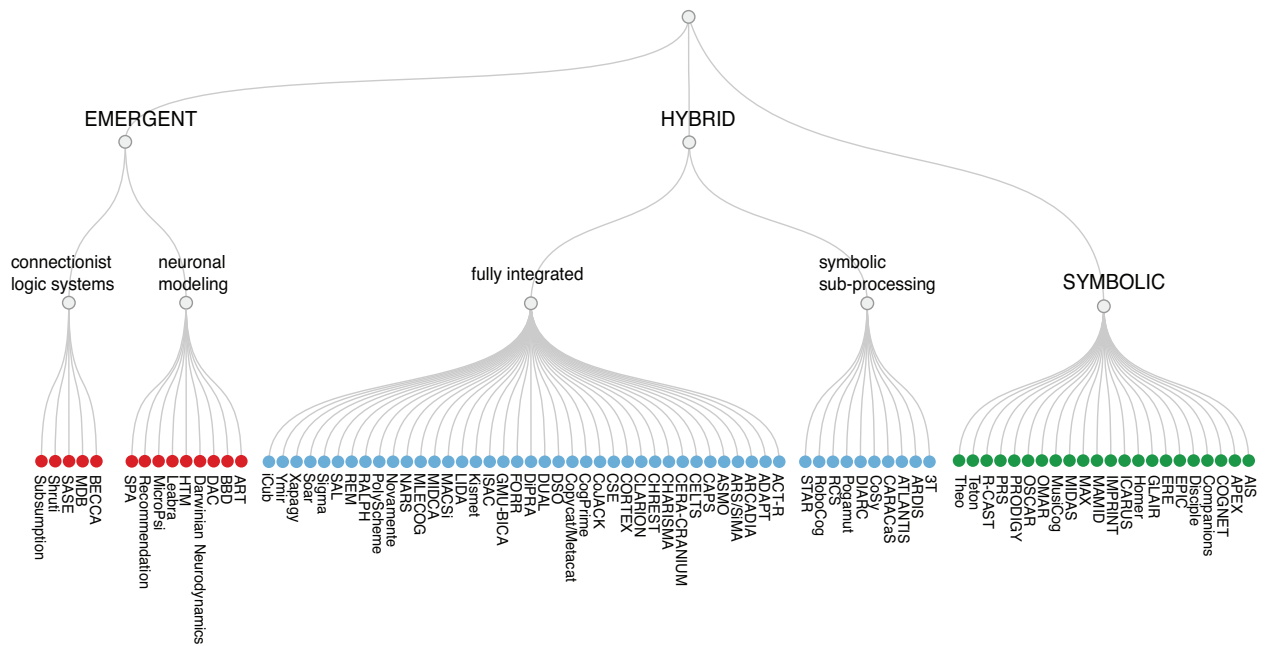 EMERGENT
HYBRID
SYMBOLIC
connectionist
logic systems
neuronal
modeling
fully integrated
symbolic
sub-processing
Subsumption
Shruti
SASE
MDB
BECCA
SPA
Recommendation
MicroPsi
Leabra
HTM
Darwinian Neurodynamics
DAC
BBD
ART
iCub
Ymir
Xapagy
Soar
Sigma
SAL
REM
RALPH
PolyScheme
Novamente
NARS
MLECOG
MIDCA
MACSi
LIDA
Kismet
ISAC
GMU-BICA
FORR
DiPRA
DUAL
DSO
Copycat/Metacat
CogPrime
CoJACK
CSE
CORTEX
CLARION
CHREST
CHARISMA
CERA-CRANIUM
CELTS
CAPS
ASMO
ARS/SiMA
ARCADIA
ADAPT
ACT-R
STAR
RoboCog
RCS
Pogamut
DIARC
CoSy
CARACaS
ATLANTIS
ARDIS
3T
Theo
Teton
R-CAST
PRS
PRODIGY
OSCAR
OMAR
MusiCog
MIDAS
MAX
MAMID
IMPRINT
ICARUS
Homer
GLAIR
ERE
EPIC
Disciple
Companions
COGNET
APEX
AIS